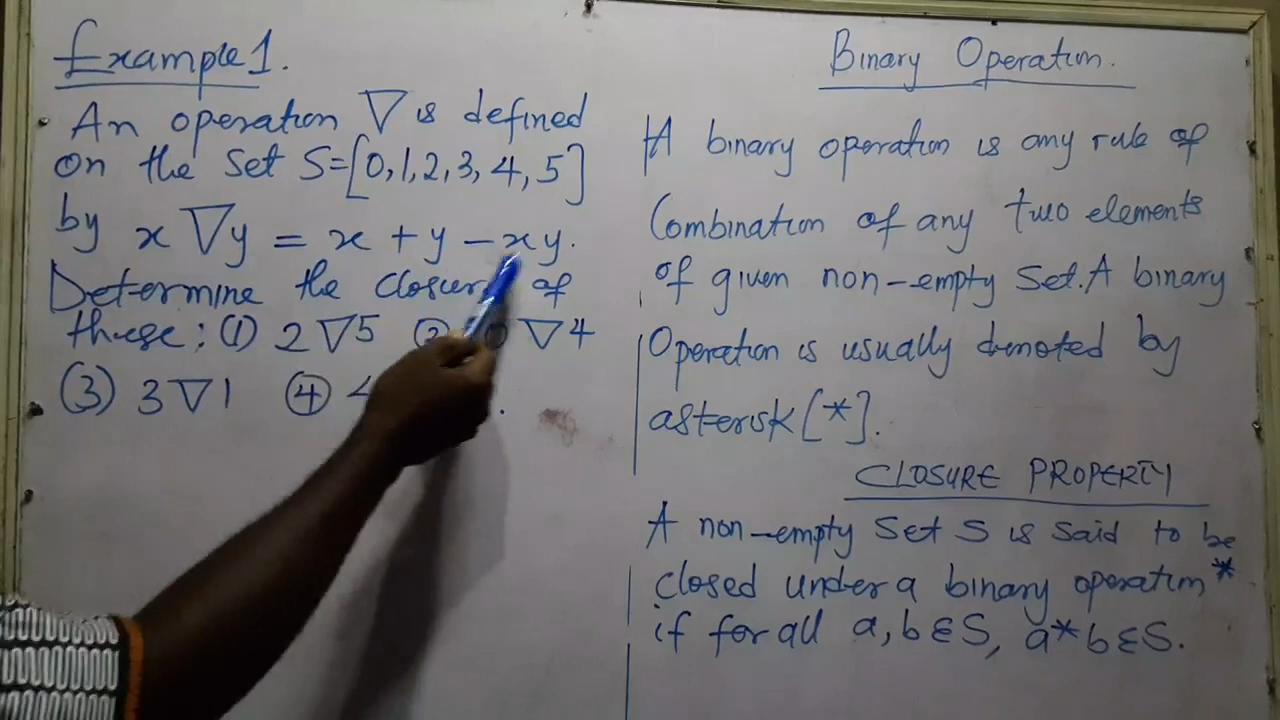 Example 1.
An operation ▽ is defined
on the set S=[0,1,2,3,4,5]
by x ▽y = x + y - xy.
Determine the closure of
these: (1) 2▽5 ② ▽4
(3) 3▽1 ④
Binary Operation.
A binary operation is any rule of
Combination of any two elements
of given non-empty Set. A binary
Operation is usually denoted by
asterisk [*].
CLOSURE PROPERTY
A non-empty Set S is said to be
closed under a binary operation *
if for all a, b ∈ S, a*b ∈ S.